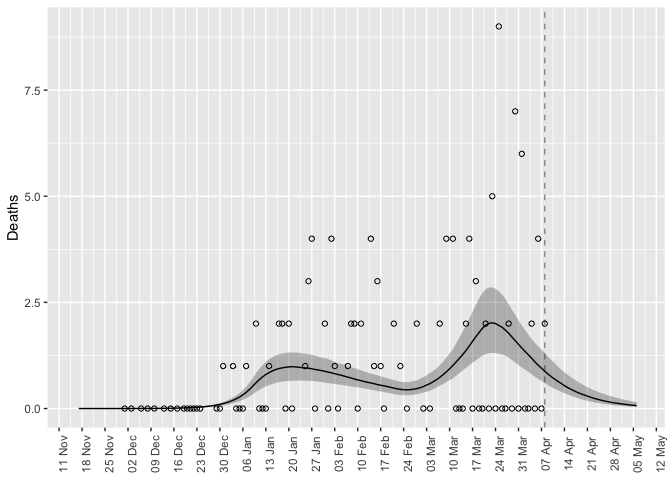 Deaths
7.5
5.0
2.5
0.0
11 Nov
18 Nov
25 Nov
02 Dec
09 Dec
16 Dec
23 Dec
30 Dec
06 Jan
13 Jan
20 Jan
27 Jan
03 Feb
10 Feb
17 Feb
24 Feb
03 Mar
10 Mar
17 Mar
24 Mar
31 Mar
07 Apr
14 Apr
21 Apr
28 Apr
05 May
12 May